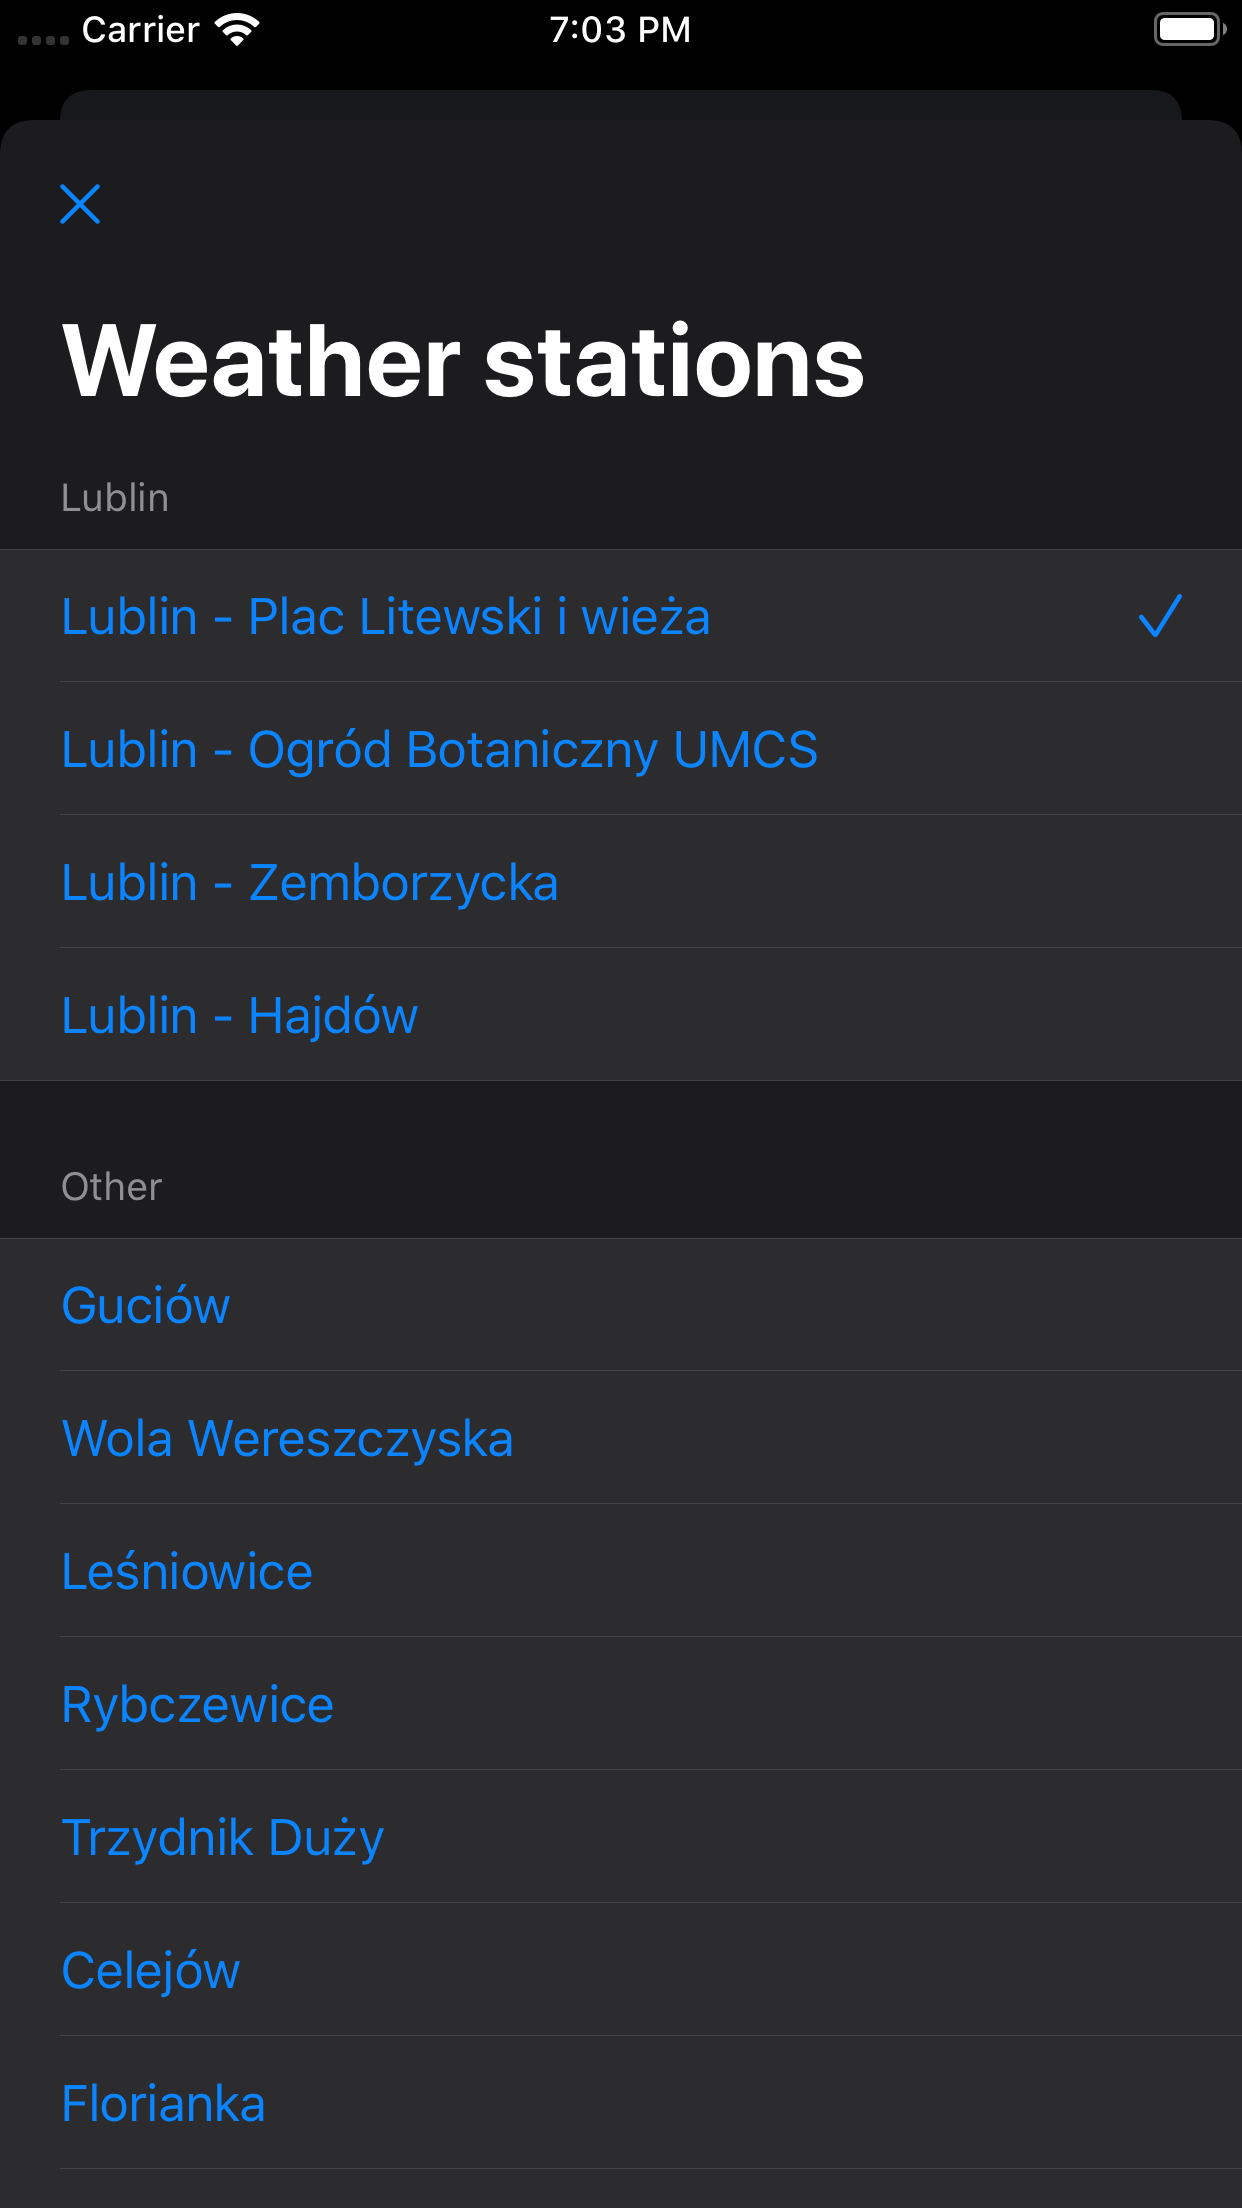 Carrier 7:03 PM
Weather stations
Lublin
Lublin - Plac Litewski i wieża
Lublin - Ogród Botaniczny UMCS
Lublin - Zemborzycka
Lublin - Hajdów
Other
Guciów
Wola Wereszczyska
Leśniowice
Rybczewice
Trzydnik Duży
Celejów
Florianka